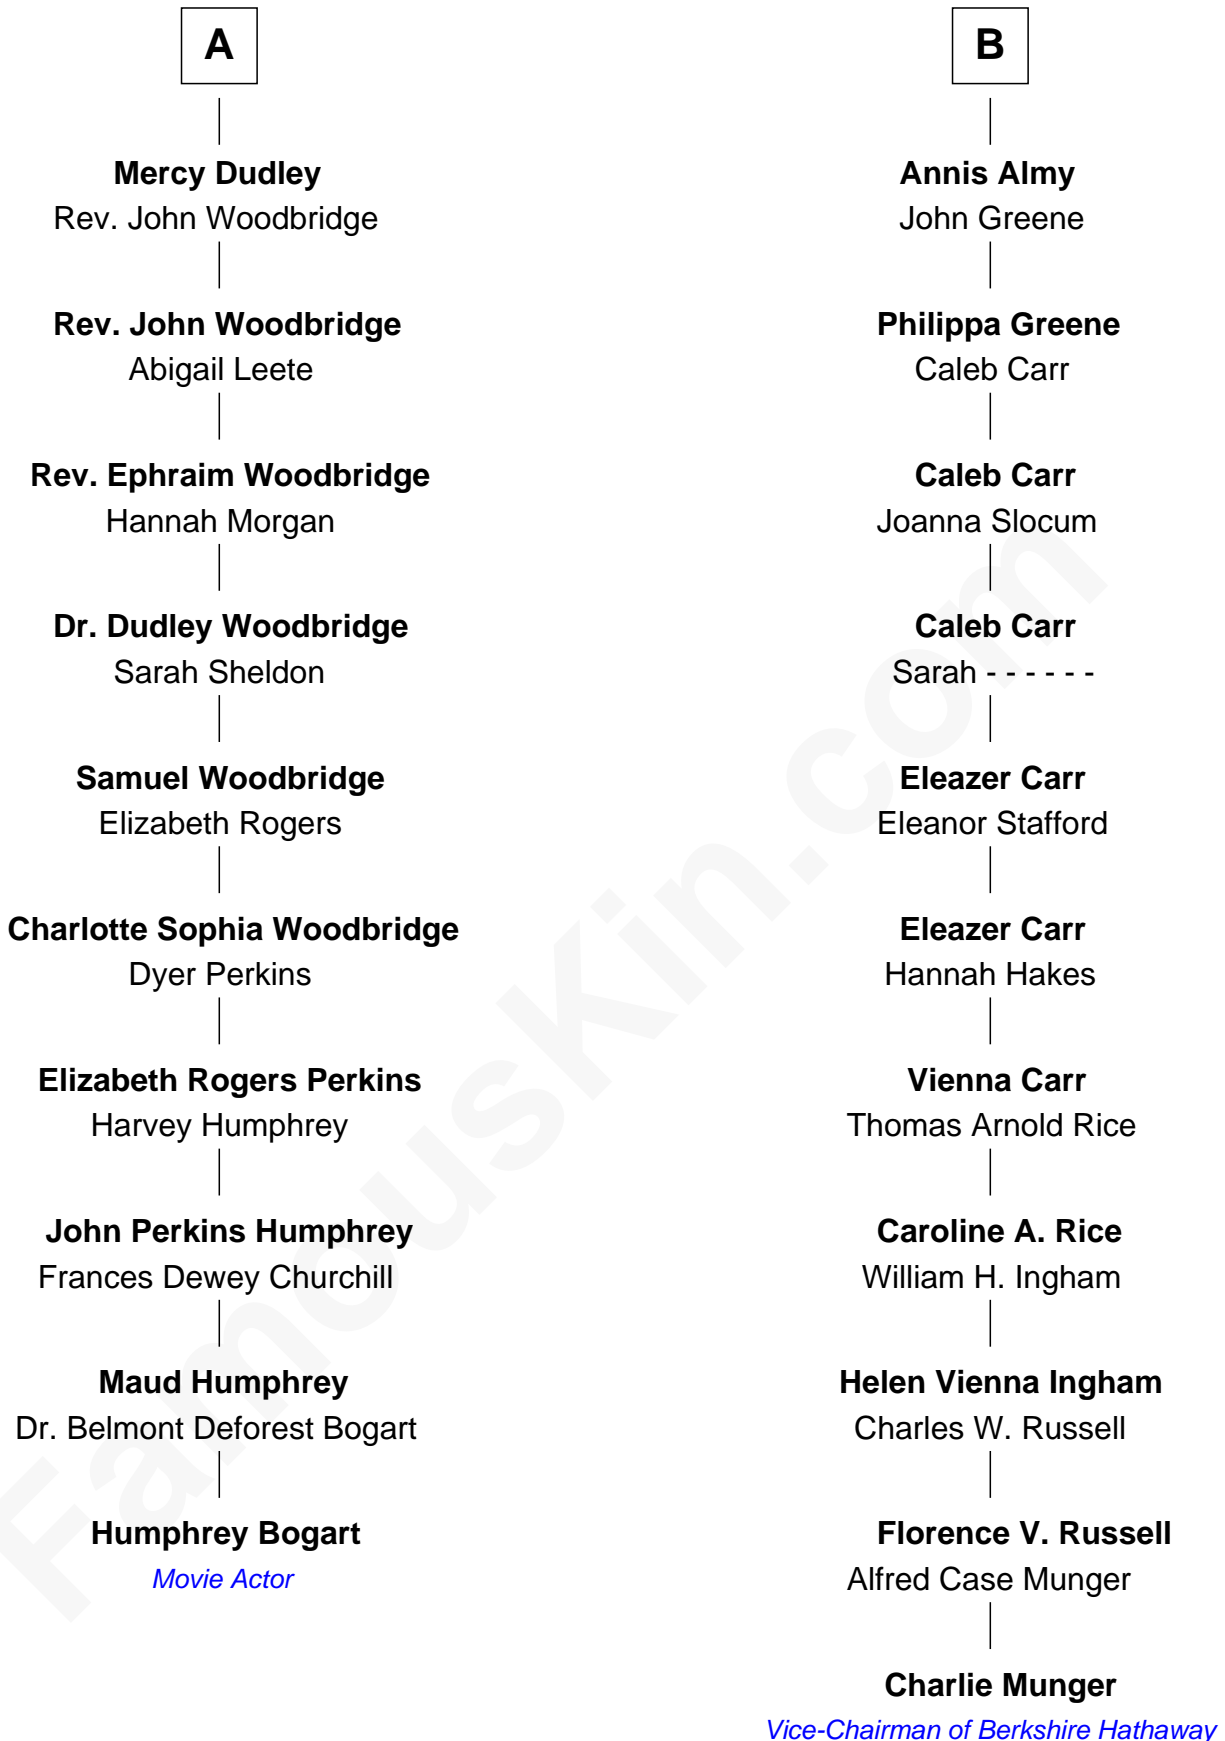 A
Mercy Dudley
Rev. John Woodbridge
Rev. John Woodbridge
Abigail Leete
Rev. Ephraim Woodbridge
Hannah Morgan
Dr. Dudley Woodbridge
Sarah Sheldon
Samuel Woodbridge
Elizabeth Rogers
Charlotte Sophia Woodbridge
Dyer Perkins
Elizabeth Rogers Perkins
Harvey Humphrey
John Perkins Humphrey
Frances Dewey Churchill
Maud Humphrey
Dr. Belmont Deforest Bogart
Humphrey Bogart
Movie Actor
B
Annis Almy
John Greene
Philippa Greene
Caleb Carr
Caleb Carr
Joanna Slocum
Caleb Carr
Sarah - - - - - -
Eleazer Carr
Eleanor Stafford
Eleazer Carr
Hannah Hakes
Vienna Carr
Thomas Arnold Rice
Caroline A. Rice
William H. Ingham
Helen Vienna Ingham
Charles W. Russell
Florence V. Russell
Alfred Case Munger
Charlie Munger
Vice-Chairman of Berkshire Hathaway
FamousKin.com